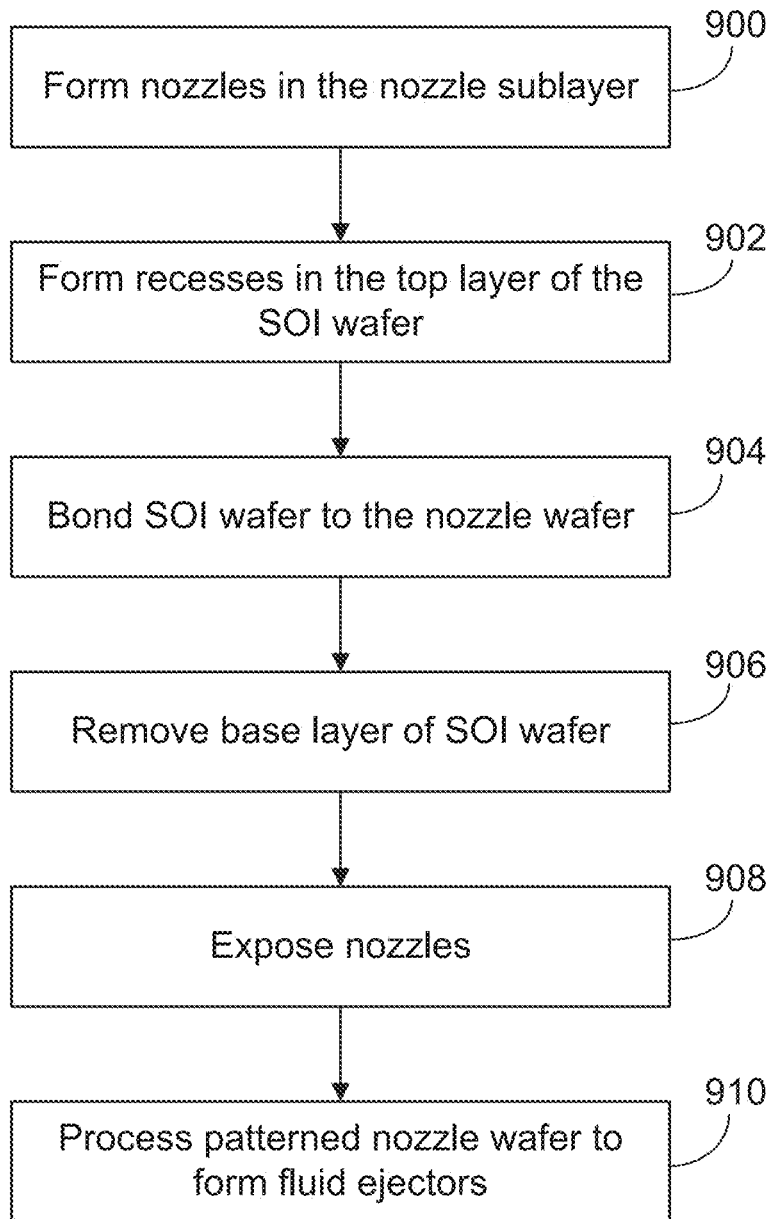 900
Form nozzles in the nozzle sublayer
902
Form recesses in the top layer of the
SOI wafer
904
Bond SOI wafer to the nozzle wafer
906
Remove base layer of SOI wafer
908
Expose nozzles
910
Process patterned nozzle wafer to
form fluid ejectors